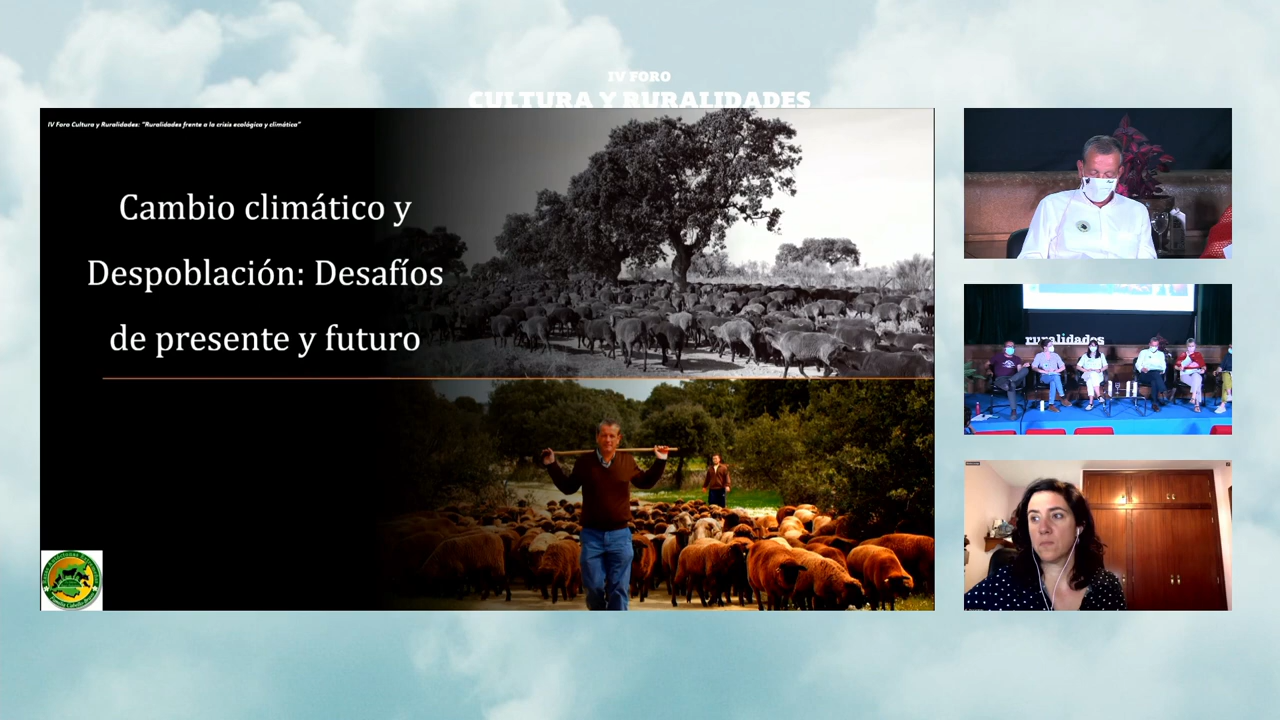 IV FORO
CULTURA Y RURALIDADES
IV Foro Cultura y Ruralidades: "Ruralidades frente a la crisis ecológica y climática"
Cambio climático y
Despoblación: Desafíos
de presente y futuro
ruralidades